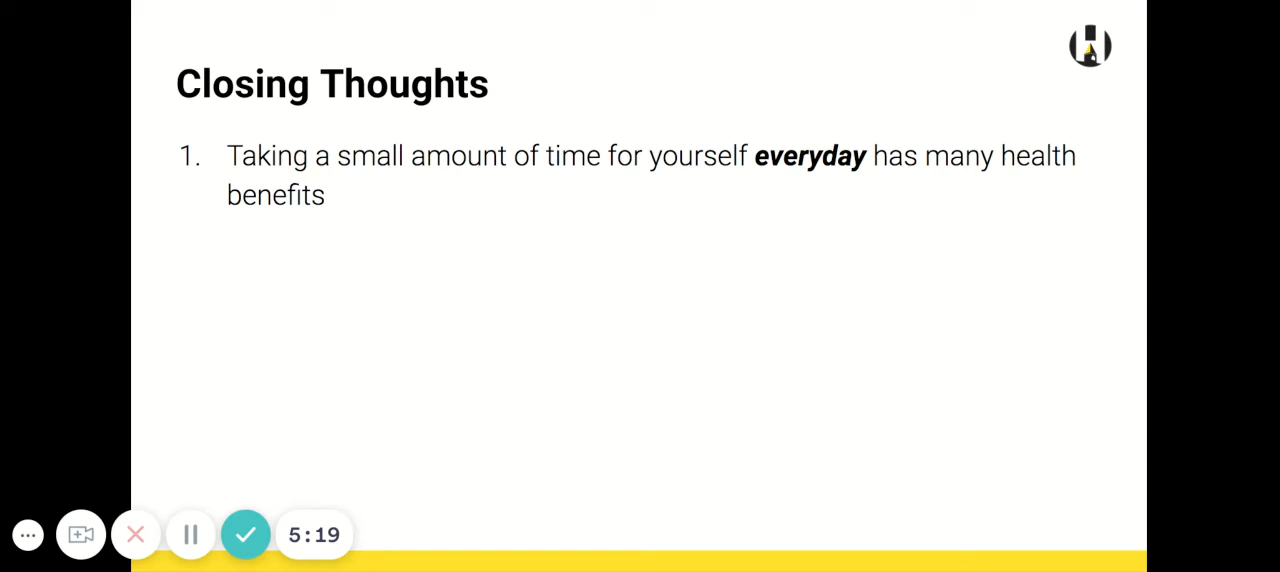 Closing Thoughts
1. Taking a small amount of time for yourself everyday has many health
benefits
5:19